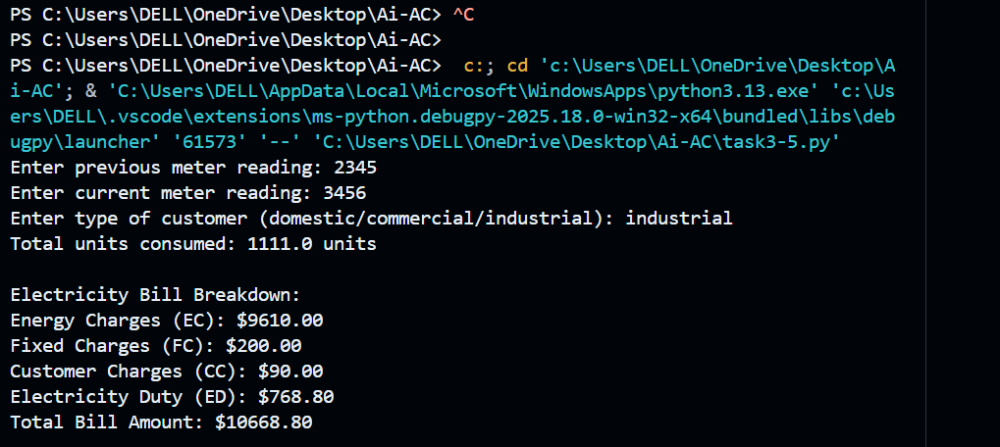 PS C:\Users\DELL\OneDrive\Desktop\Ai-AC> ^C
PS C:\Users\DELL\OneDrive\Desktop\Ai-AC>
PS C:\Users\DELL\OneDrive\Desktop\Ai-AC>  c:; cd 'c:\Users\DELL\OneDrive\Desktop\A
i-AC'; & 'C:\Users\DELL\AppData\Local\Microsoft\WindowsApps\python3.13.exe' 'c:\Us
ers\DELL\.vscode\extensions\ms-python.debugpy-2025.18.0-win32-x64\bundled\libs\deb
ugpy\launcher' '61573' '--' 'C:\Users\DELL\OneDrive\Desktop\Ai-AC\task3-5.py'
Enter previous meter reading: 2345
Enter current meter reading: 3456
Enter type of customer (domestic/commercial/industrial): industrial
Total units consumed: 1111.0 units

Electricity Bill Breakdown:
Energy Charges (EC): $9610.00
Fixed Charges (FC): $200.00
Customer Charges (CC): $90.00
Electricity Duty (ED): $768.80
Total Bill Amount: $10668.80